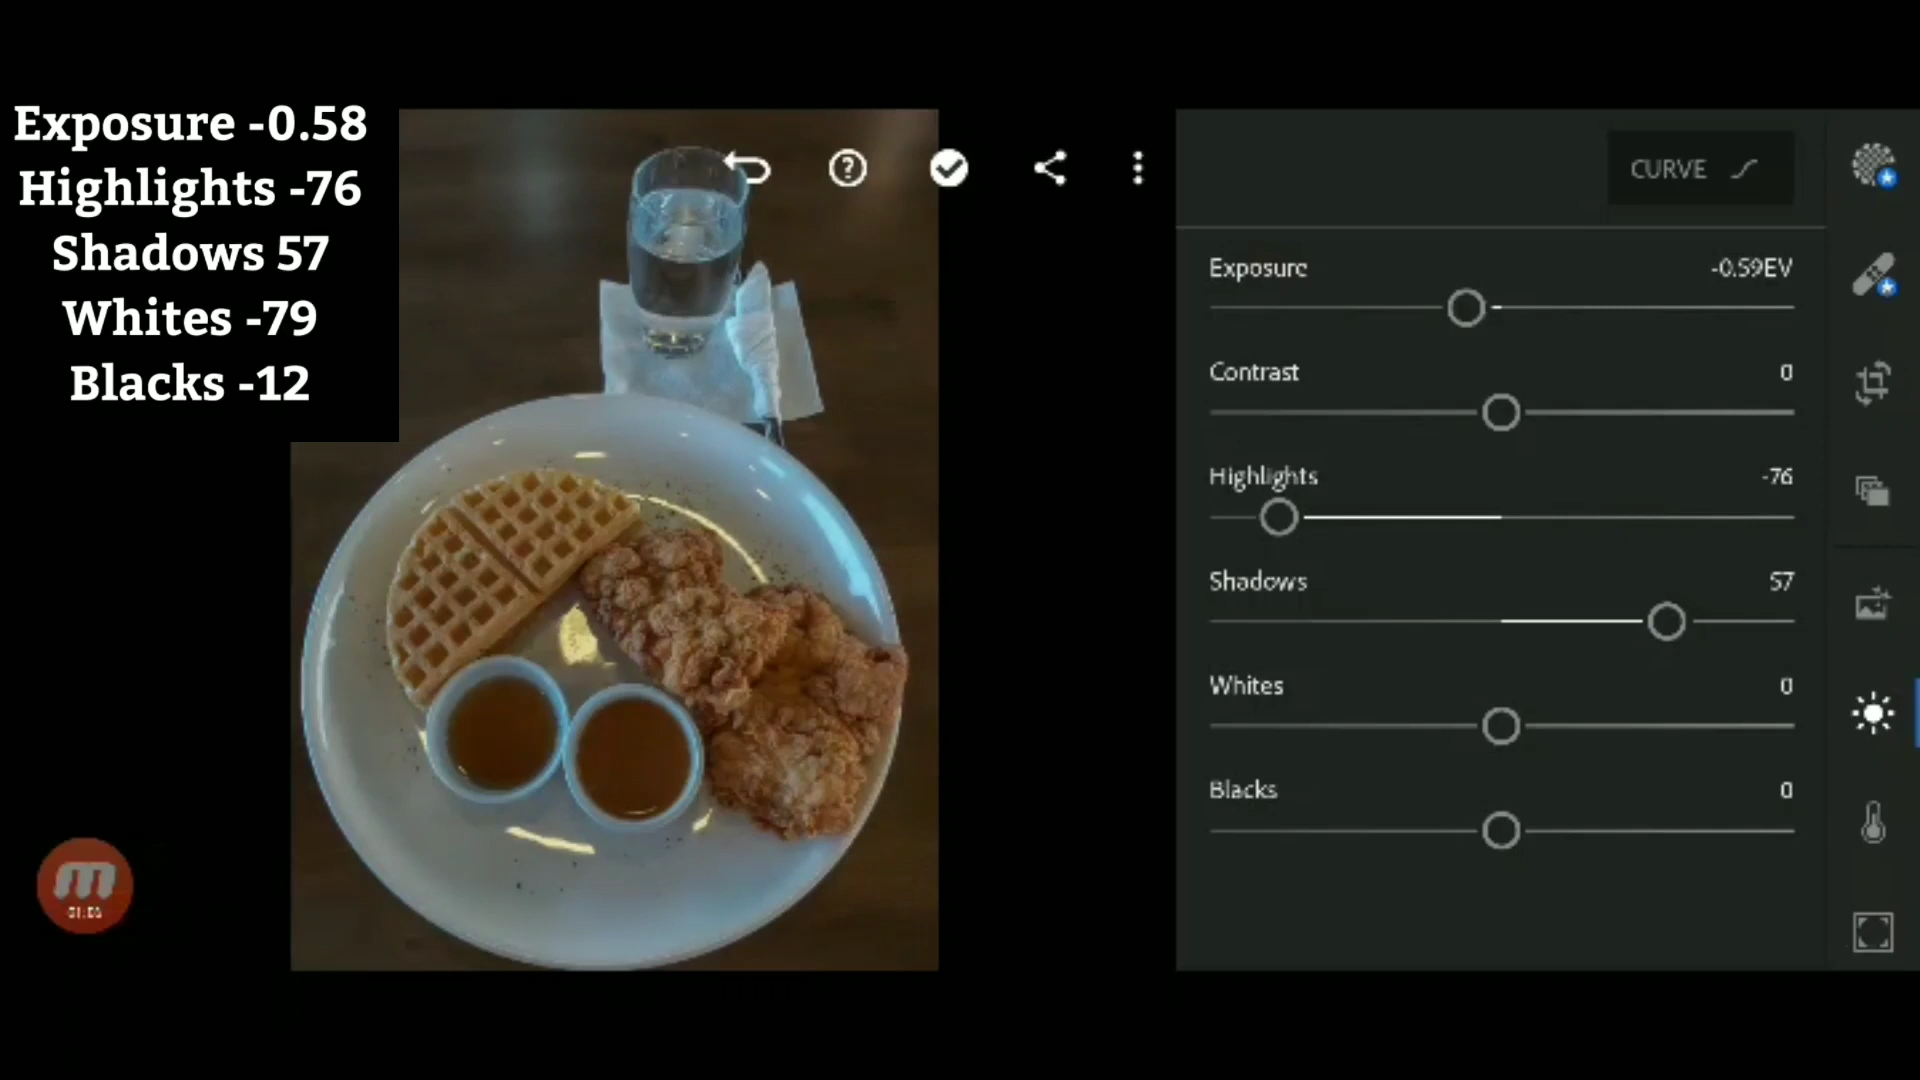 Exposure -0.58
Highlights -76
Shadows 57
Whites -79
Blacks -12
CURVE
Exposure -0.59EV
Contrast 0
Highlights -76
Shadows 57
Whites 0
Blacks 0